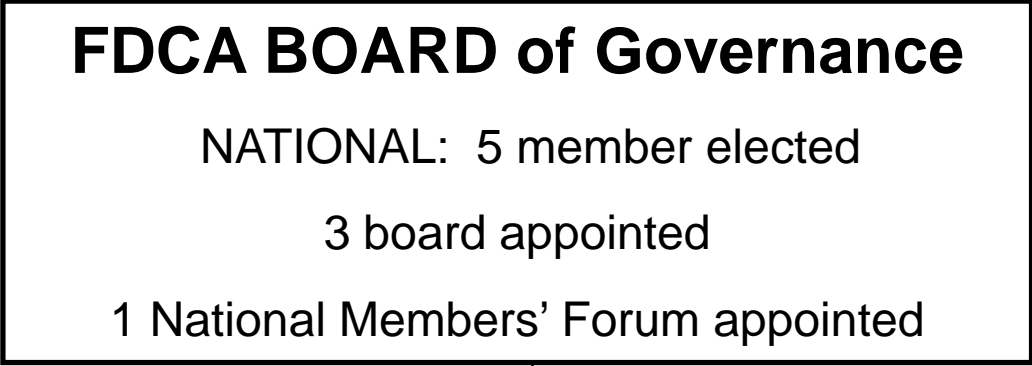 FDCA BOARD of Governance
NATIONAL:  5 member elected
3 board appointed
1 National Members’ Forum appointed